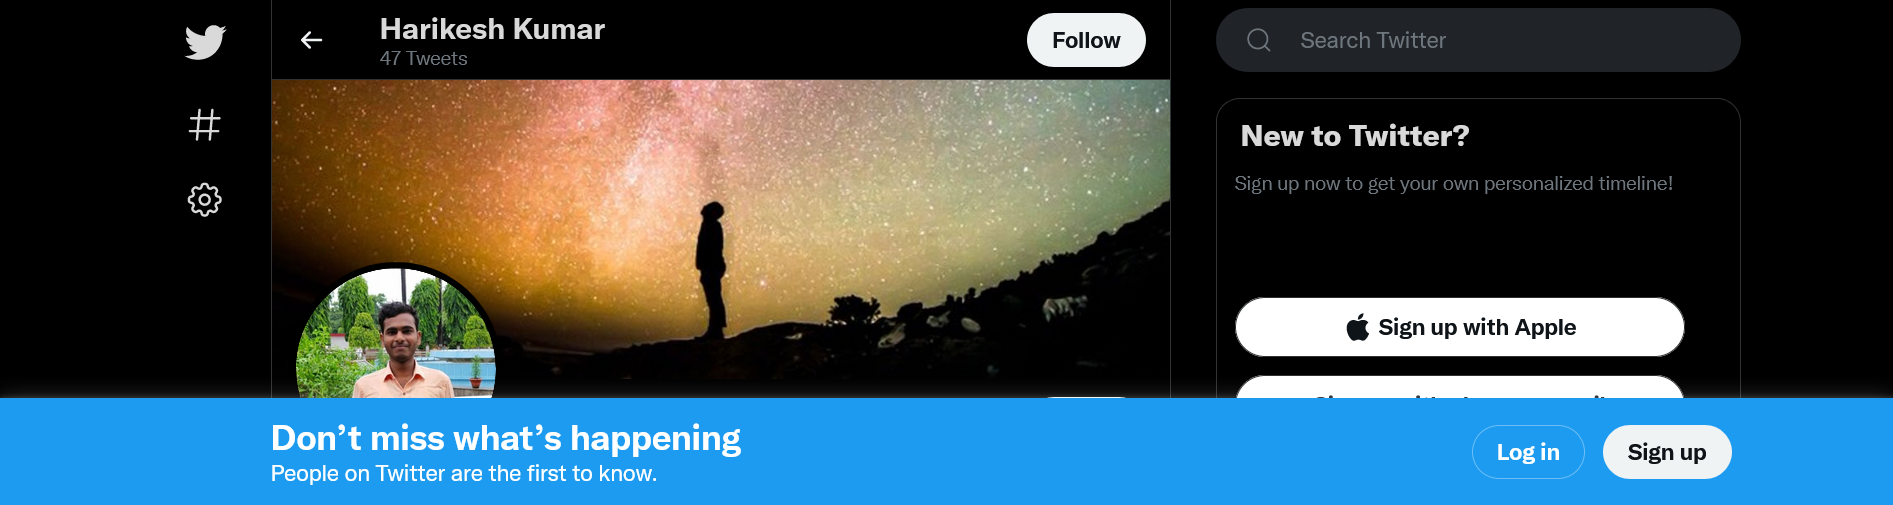 Harikesh Kumar
47 Tweets
Follow
Search Twitter
New to Twitter?
Sign up now to get your own personalized timeline!
Sign up with Apple
Don’t miss what’s happening
People on Twitter are the first to know.
Log in
Sign up